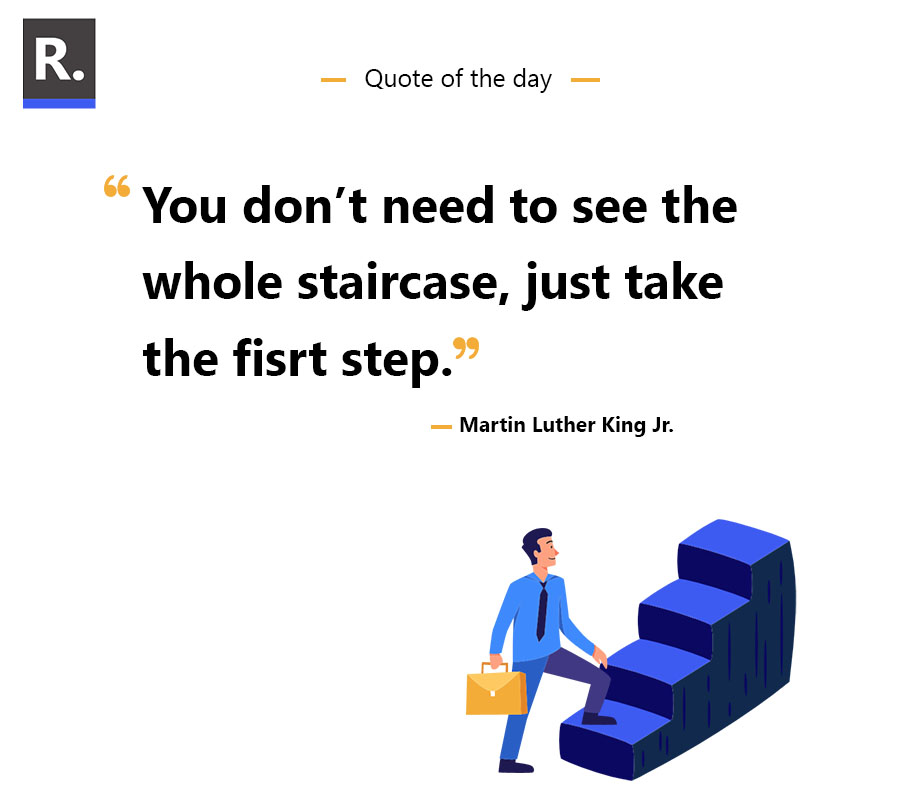 R.
Quote of the day
“You don’t need to see the
whole staircase, just take
the fisrt step.”
— Martin Luther King Jr.